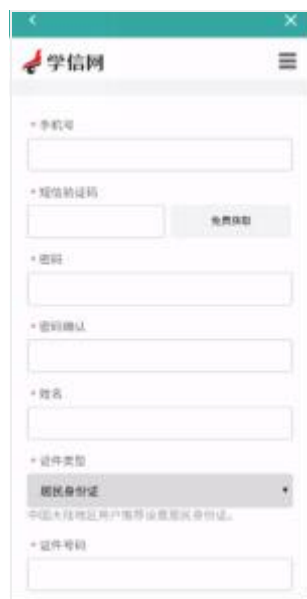 学信网
* 手机号
* 短信验证码
免费获取
* 密码
* 密码确认
* 姓名
* 证件类型
居民身份证
中国大陆地区用户推荐设置居民身份证。
* 证件号码